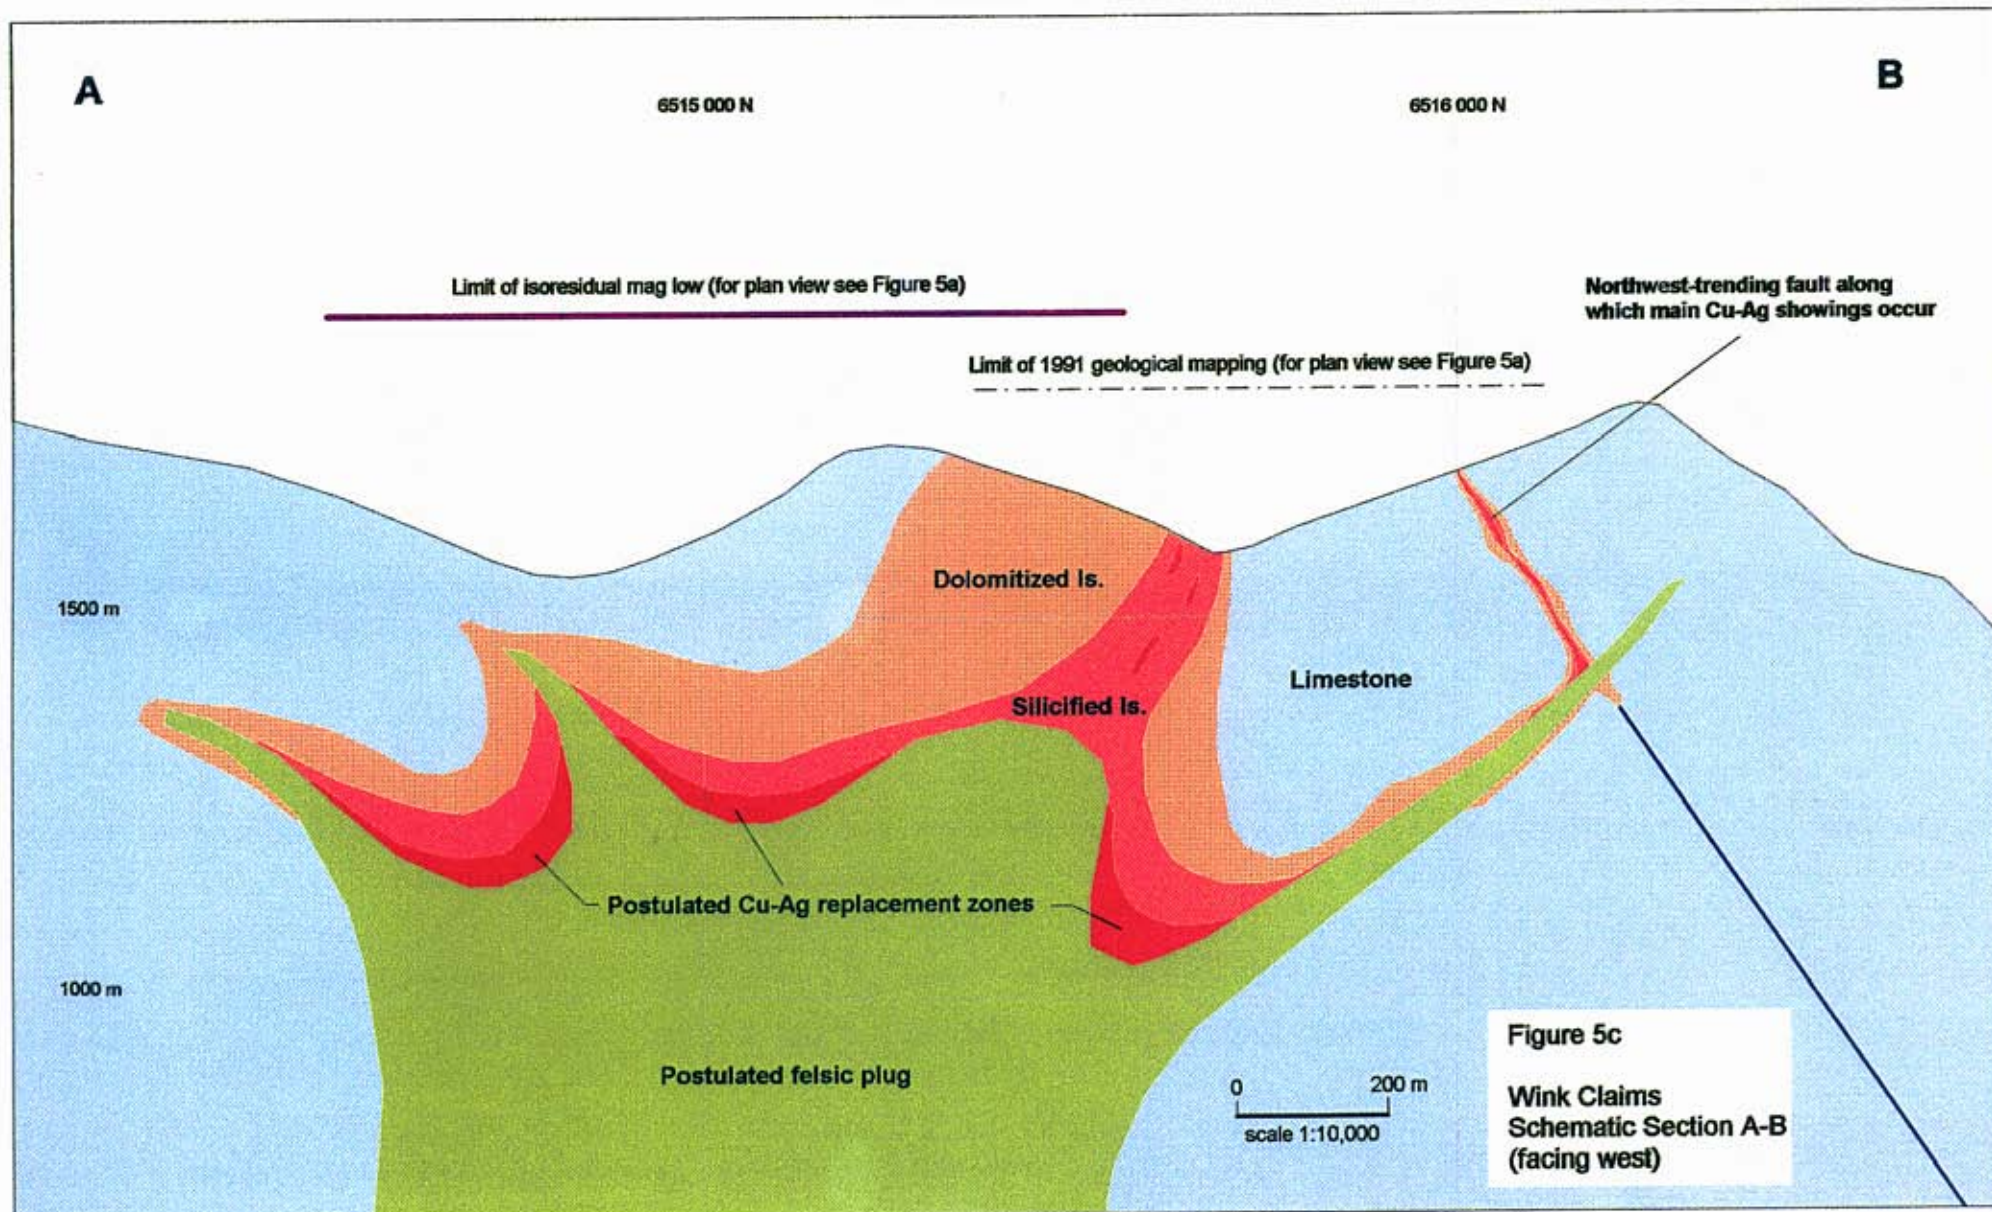 A
B
6515 000 N
6516 000 N
Limit of isoresidual mag low (for plan view see Figure 5a)
Northwest-trending fault along
which main Cu-Ag showings occur
Limit of 1991 geological mapping (for plan view see Figure 5a)
Dolomitized ls.
1500 m
Limestone
Silicified ls.
Postulated Cu-Ag replacement zones
1000 m
Postulated felsic plug
0
200 m
scale 1:10,000
Figure 5c
Wink Claims
Schematic Section A-B
(facing west)